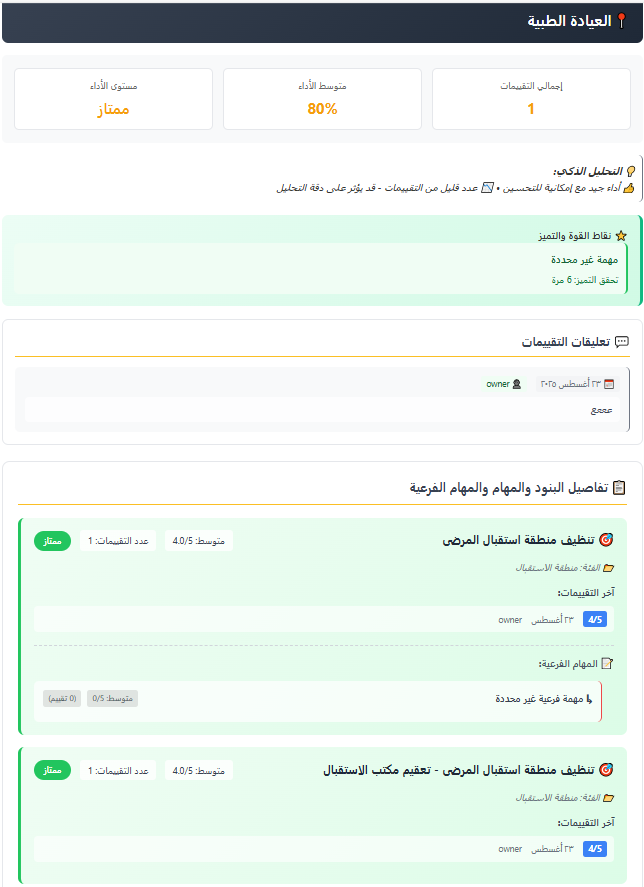 العيادة الطبية
إجمالي التقييمات
1
متوسط الأداء
80%
مستوى الأداء
ممتاز
التحليل الذكي:
أداء جيد مع إمكانية للتحسين • عدد قليل من التقييمات - قد يؤثر على دقة التحليل
نقاط القوة والتميز
مهمة غير محددة
تحقق التميز: 6 مرة
تعليقات التقييمات
٢٣ أغسطس ٢٠٢٥ owner
عععع
تفاصيل البنود والمهام والمهام الفرعية
تنظيف منطقة استقبال المرضى متوسط: 4.0/5 عدد التقييمات: 1 ممتاز
الفئة: منطقة الاستقبال
آخر التقييمات:
4/5 ٢٣ أغسطس owner
المهام الفرعية:
↳ مهمة فرعية غير محددة متوسط: 0/5 (0 تقييم)
تنظيف منطقة استقبال المرضى - تعقيم مكتب الاستقبال متوسط: 4.0/5 عدد التقييمات: 1 ممتاز
الفئة: منطقة الاستقبال
آخر التقييمات:
4/5 ٢٣ أغسطس owner